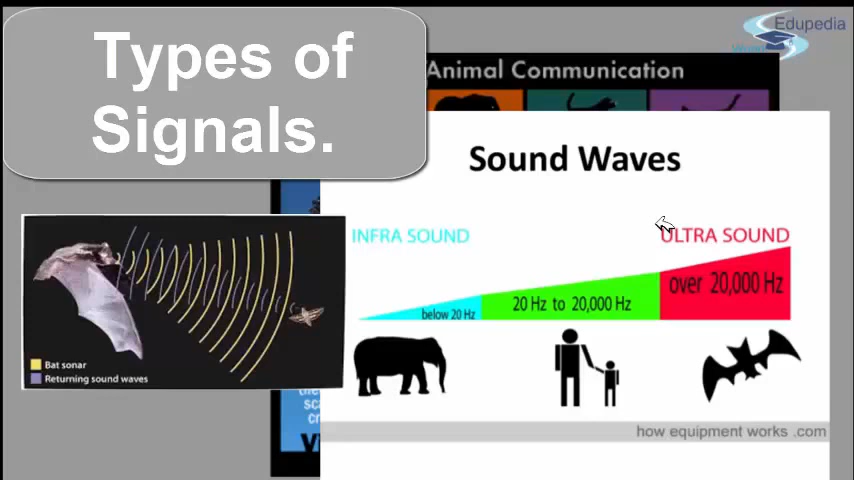 Types of
Signals.
Edupedia
World
Animal Communication
Sound Waves
INFRA SOUND
ULTRA SOUND
below 20 Hz
20 Hz to 20,000 Hz
over 20,000 Hz
Bat sonar
Returning sound waves
how equipment works .com